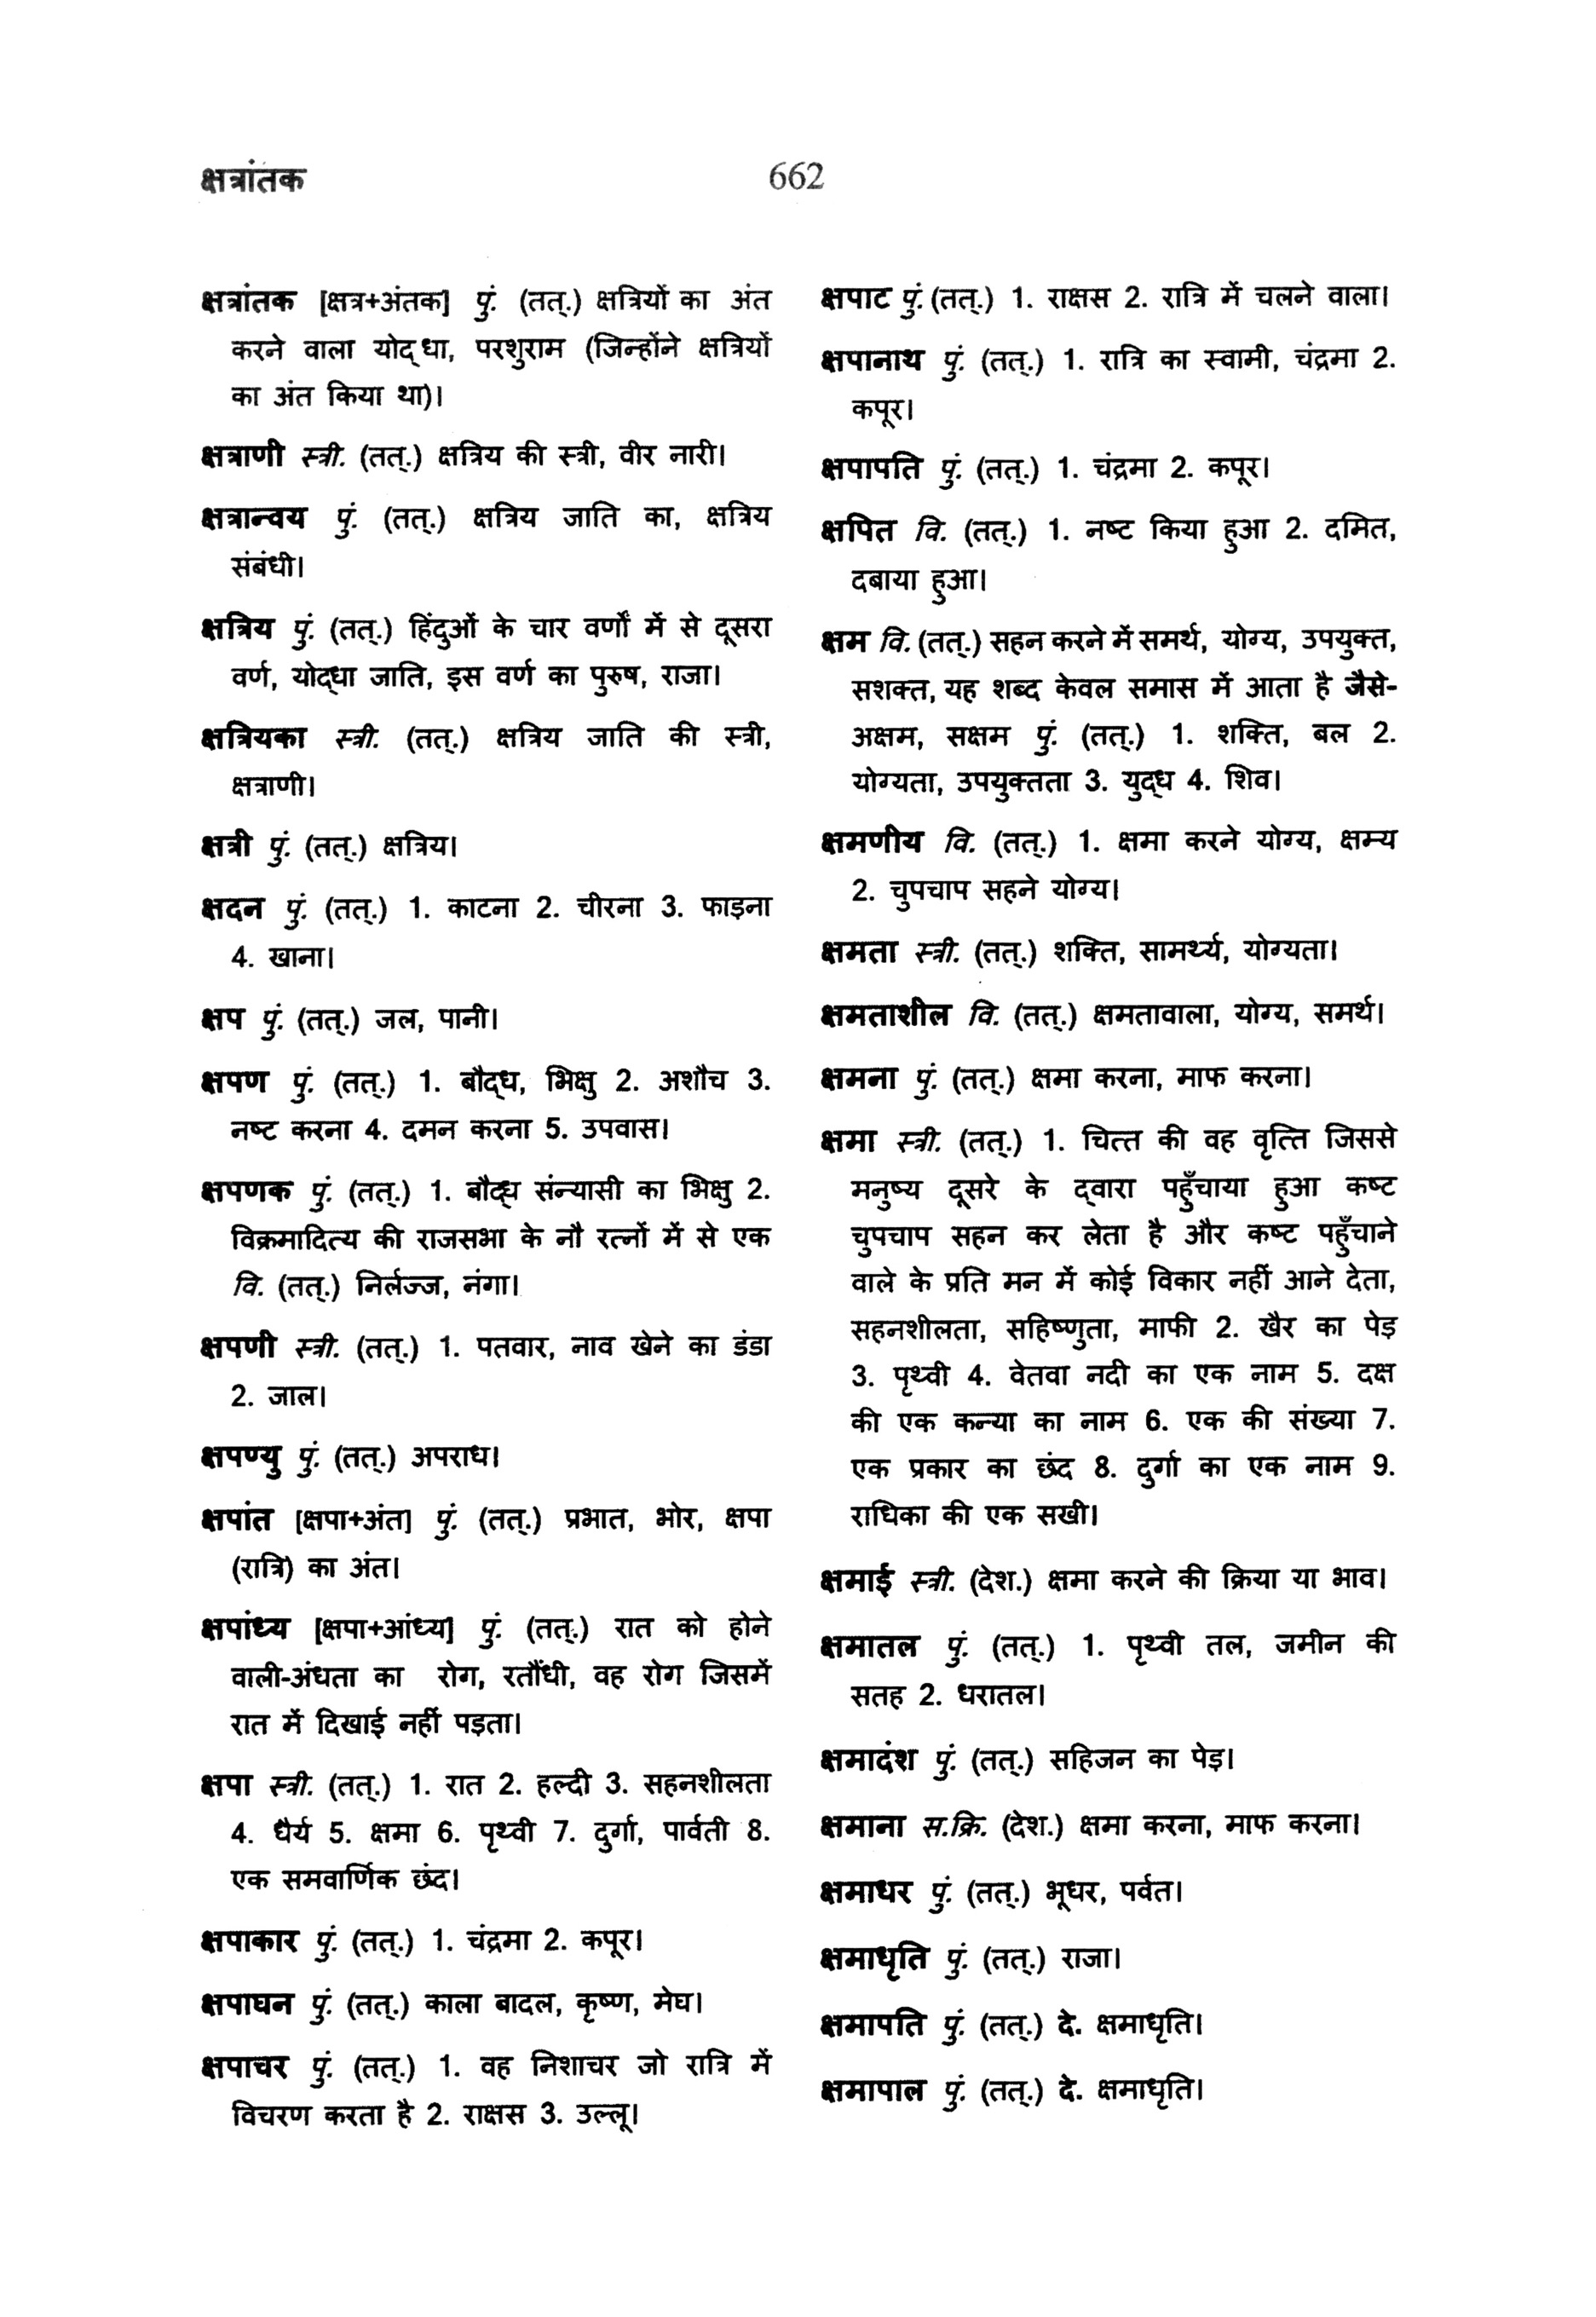 क्षत्रांतक
662
क्षत्रांतक [क्षत्र+अंतक] पुं. (तत्.) क्षत्रियों का अंत
करने वाला योद्धा, परशुराम (जिन्होंने क्षत्रियों
का अंत किया था)।
क्षत्राणी स्त्री. (तत्.) क्षत्रिय की स्त्री, वीर नारी।
क्षत्रान्वय पुं. (तत्.) क्षत्रिय जाति का, क्षत्रिय
संबंधी।
क्षत्रिय पुं. (तत्.) हिंदुओं के चार वर्णों में से दूसरा
वर्ण, योद्धा जाति, इस वर्ण का पुरुष, राजा।
क्षत्रियका स्त्री. (तत्.) क्षत्रिय जाति की स्त्री,
क्षत्राणी।
क्षत्री पुं. (तत्.) क्षत्रिय।
क्षदन पुं. (तत्.) 1. काटना 2. चीरना 3. फाड़ना
4. खाना।
क्षप पुं. (तत्.) जल, पानी।
क्षपण पुं. (तत्.) 1. बौद्ध, भिक्षु 2. अशौच 3.
नष्ट करना 4. दमन करना 5. उपवास।
क्षपणक पुं. (तत्.) 1. बौद्ध संन्यासी का भिक्षु 2.
विक्रमादित्य की राजसभा के नौ रत्नों में से एक
वि. (तत्.) निर्लज्ज, नंगा।
क्षपणी स्त्री. (तत्.) 1. पतवार, नाव खेने का डंडा
2. जाल।
क्षपण्यु पुं. (तत्.) अपराध।
क्षपांत [क्षपा+अंत] पुं. (तत्.) प्रभात, भोर, क्षपा
(रात्रि) का अंत।
क्षपांध्य [क्षपा+आंध्य] पुं. (तत्.) रात को होने
वाली-अंधता का रोग, रतौंधी, वह रोग जिसमें
रात में दिखाई नहीं पड़ता।
क्षपा स्त्री. (तत्.) 1. रात 2. हल्दी 3. सहनशीलता
4. धैर्य 5. क्षमा 6. पृथ्वी 7. दुर्गा, पार्वती 8.
एक समवार्णिक छंद।
क्षपाकार पुं. (तत्.) 1. चंद्रमा 2. कपूर।
क्षपाघन पुं. (तत्.) काला बादल, कृष्ण, मेघ।
क्षपाचर पुं. (तत्.) 1. वह निशाचर जो रात्रि में
विचरण करता है 2. राक्षस 3. उल्लू।
क्षपाट पुं. (तत्.) 1. राक्षस 2. रात्रि में चलने वाला।
क्षपानाथ पुं. (तत्.) 1. रात्रि का स्वामी, चंद्रमा 2.
कपूर।
क्षपापति पुं. (तत्.) 1. चंद्रमा 2. कपूर।
क्षपित वि. (तत्.) 1. नष्ट किया हुआ 2. दमित,
दबाया हुआ।
क्षम वि. (तत्.) सहन करने में समर्थ, योग्य, उपयुक्त,
सशक्त, यह शब्द केवल समास में आता है जैसे-
अक्षम, सक्षम पुं. (तत्.) 1. शक्ति, बल 2.
योग्यता, उपयुक्तता 3. युद्ध 4. शिव।
क्षमणीय वि. (तत्.) 1. क्षमा करने योग्य, क्षम्य
2. चुपचाप सहने योग्य।
क्षमता स्त्री. (तत्.) शक्ति, सामर्थ्य, योग्यता।
क्षमताशील वि. (तत्.) क्षमतावाला, योग्य, समर्थ।
क्षमना पुं. (तत्.) क्षमा करना, माफ करना।
क्षमा स्त्री. (तत्.) 1. चित्त की वह वृत्ति जिससे
मनुष्य दूसरे के द्वारा पहुँचाया हुआ कष्ट
चुपचाप सहन कर लेता है और कष्ट पहुँचाने
वाले के प्रति मन में कोई विकार नहीं आने देता,
सहनशीलता, सहिष्णुता, माफी 2. खैर का पेड़
3. पृथ्वी 4. वेतवा नदी का एक नाम 5. दक्ष
की एक कन्या का नाम 6. एक की संख्या 7.
एक प्रकार का छंद 8. दुर्गा का एक नाम 9.
राधिका की एक सखी।
क्षमाई स्त्री. (देश.) क्षमा करने की क्रिया या भाव।
क्षमातल पुं. (तत्.) 1. पृथ्वी तल, जमीन की
सतह 2. धरातल।
क्षमादंश पुं. (तत्.) सहिजन का पेड़।
क्षमाना स.क्रि. (देश.) क्षमा करना, माफ करना।
क्षमाधर पुं. (तत्.) भूधर, पर्वत।
क्षमाधृति पुं. (तत्.) राजा।
क्षमापति पुं. (तत्.) दे. क्षमाधृति।
क्षमापाल पुं. (तत्.) दे. क्षमाधृति।